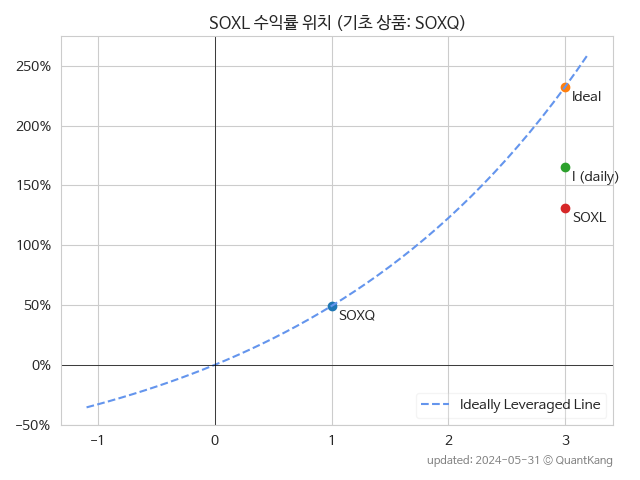 SOXL 수익률 위치 (기초 상품: SOXQ)
250%
200%
150%
100%
50%
0%
−50%
Ideal
I (daily)
SOXL
SOXQ
Ideally Leveraged Line
−1 0 1 2 3
updated: 2024-05-31 © QuantKang